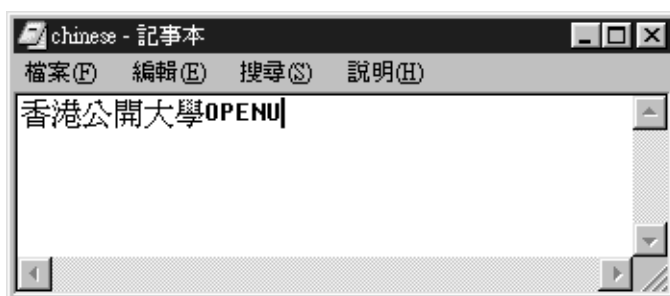 chinese - 記事本
檔案(F) 編輯(E) 搜尋(S) 說明(H)
香港公開大學OPENU